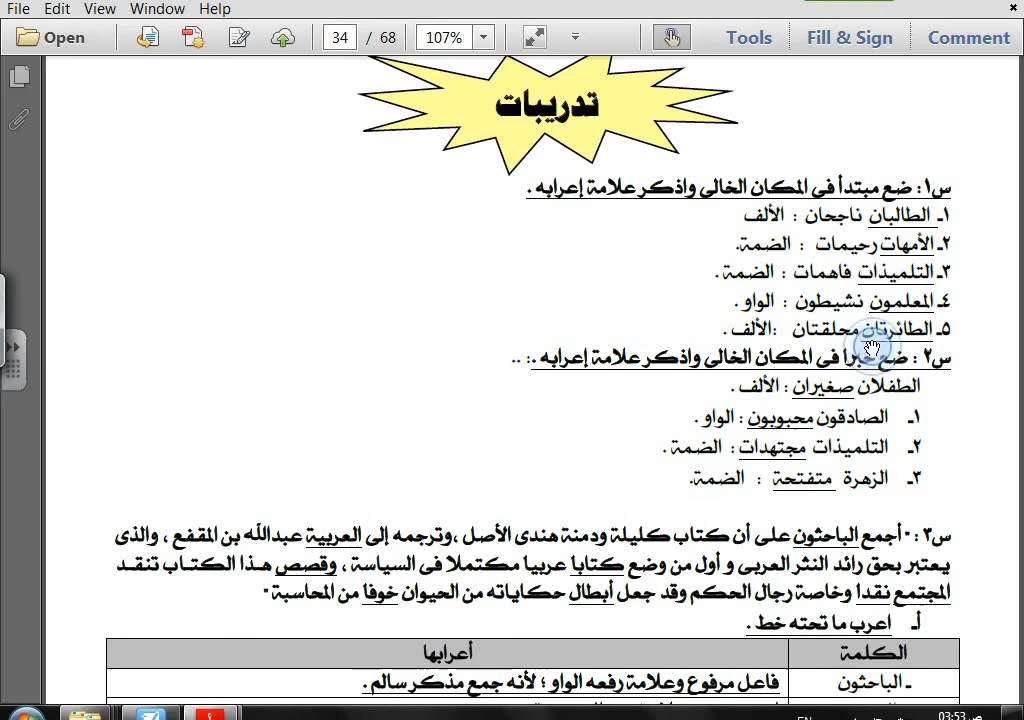 File Edit View Window Help
Open 34 / 68 107% Tools Fill & Sign Comment
تدريبات
س١: ضع مبتدأ فى المكان الخالى واذكر علامة إعرابه .
١ـ الطالبان ناجحان : الألف
٢ـ الأمهات رحيمات : الضمة.
٣ـ التلميذات فاهمات : الضمة .
٤ـ المعلمون نشيطون : الواو .
٥ـ الطائرتان محلقتان :الألف .
س٢: ضع خبرا فى المكان الخالى واذكر علامة إعرابه .: ..
الطفلان صغيران : الألف .
١ـ الصادقون محبوبون : الواو .
٢ـ التلميذات مجتهدات : الضمة .
٣ـ الزهرة متفتحة : الضمة.
س٣:٠ أجمع الباحثون على أن كتاب كليلة ودمنة هندى الأصل ،وترجمه إلى العربية عبدالله بن المقفع ، والذى
يعتبر بحق رائد النثر العربى و أول من وضع كتابا عربيا مكتملا فى السياسة ، وقصص هذا الكتاب تنقد
المجتمع نقدا وخاصة رجال الحكم وقد جعل أبطال حكاياته من الحيوان خوفا من المحاسبة٠
أـ اعرب ما تحته خط .
الكلمة أعرابها
ـ الباحثون فاعل مرفوع وعلامة رفعه الواو ؛ لأنه جمع مذكر سالم .
EN 03:53 ص